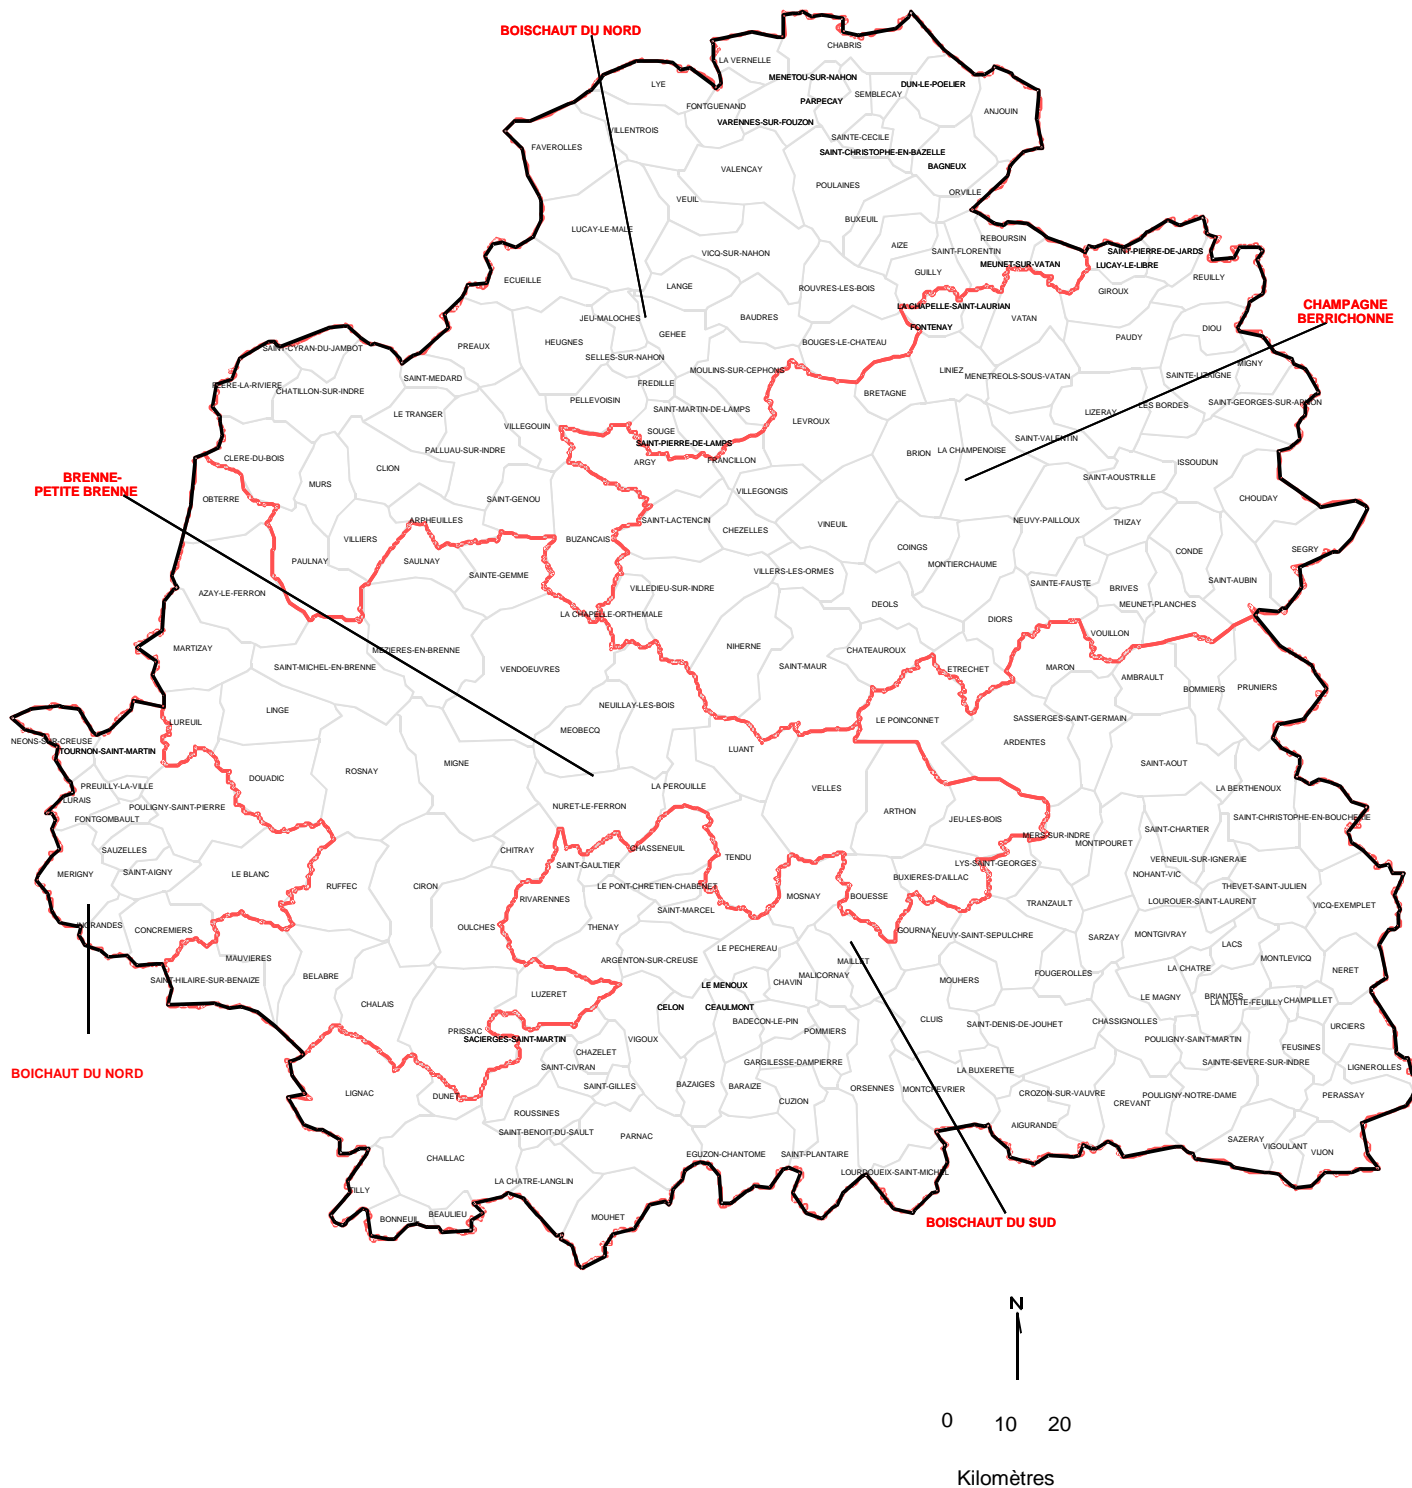 BOISCHAUT DU NORD
CHABRIS
LA VERNELLE
MENETOU-SUR-NAHON
DUN-LE-POELIER
LYE
SEMBLECAY
PARPECAY
FONTGUENAND
ANJOUIN
VARENNES-SUR-FOUZON
VILLENTROIS
SAINTE-CECILE
FAVEROLLES
SAINT-CHRISTOPHE-EN-BAZELLE
BAGNEUX
VALENCAY
POULAINES
ORVILLE
VEUIL
BUXEUIL
LUCAY-LE-MALE
REBOURSIN
AIZE
SAINT-FLORENTIN
SAINT-PIERRE-DE-JARDS
VICQ-SUR-NAHON
MEUNET-SUR-VATAN
LUCAY-LE-LIBRE
GUILLY
REUILLY
ECUEILLE
LANGE
ROUVRES-LES-BOIS
GIROUX
LA CHAPELLE-SAINT-LAURIAN
CHAMPAGNE
BERRICHONNE
JEU-MALOCHES
BAUDRES
VATAN
FONTENAY
DIOU
GEHEE
PAUDY
HEUGNES
BOUGES-LE-CHATEAU
PREAUX
SAINT-CYRAN-DU-JAMBOT
SELLES-SUR-NAHON
MIGNY
MOULINS-SUR-CEPHONS
LINIEZ
MENETREOLS-SOUS-VATAN
SAINTE-LIZAIGNE
SAINT-MEDARD
FREDILLE
FLERE-LA-RIVIERE
CHATILLON-SUR-INDRE
BRETAGNE
PELLEVOISIN
SAINT-GEORGES-SUR-ARNON
LES BORDES
SAINT-MARTIN-DE-LAMPS
LE TRANGER
LIZERAY
LEVROUX
VILLEGOUIN
SOUGE
SAINT-VALENTIN
SAINT-PIERRE-DE-LAMPS
PALLUAU-SUR-INDRE
LA CHAMPENOISE
BRION
CLERE-DU-BOIS
FRANCILLON
ARGY
ISSOUDUN
CLION
BRENNE-
PETITE BRENNE
SAINT-AOUSTRILLE
MURS
VILLEGONGIS
OBTERRE
SAINT-GENOU
CHOUDAY
ARPHEUILLES
SAINT-LACTENCIN
NEUVY-PAILLOUX
THIZAY
VINEUIL
CHEZELLES
VILLIERS
BUZANCAIS
COINGS
SEGRY
CONDE
PAULNAY
SAULNAY
MONTIERCHAUME
VILLERS-LES-ORMES
SAINTE-GEMME
SAINT-AUBIN
SAINTE-FAUSTE
BRIVES
VILLEDIEU-SUR-INDRE
AZAY-LE-FERRON
DEOLS
MEUNET-PLANCHES
LA CHAPELLE-ORTHEMALE
DIORS
VOUILLON
MARTIZAY
NIHERNE
MEZIERES-EN-BRENNE
CHATEAUROUX
SAINT-MICHEL-EN-BRENNE
SAINT-MAUR
VENDOEUVRES
ETRECHET
MARON
AMBRAULT
BOMMIERS
PRUNIERS
NEUILLAY-LES-BOIS
LINGE
LUREUIL
LE POINCONNET
SASSIERGES-SAINT-GERMAIN
MEOBECQ
NEONS-SUR-CREUSE
ARDENTES
TOURNON-SAINT-MARTIN
LUANT
MIGNE
SAINT-AOUT
ROSNAY
DOUADIC
PREUILLY-LA-VILLE
LA PEROUILLE
VELLES
LA BERTHENOUX
LURAIS
POULIGNY-SAINT-PIERRE
NURET-LE-FERRON
ARTHON
FONTGOMBAULT
JEU-LES-BOIS
SAINT-CHRISTOPHE-EN-BOUCHERIE
SAINT-CHARTIER
MERS-SUR-INDRE
MONTIPOURET
SAUZELLES
CHITRAY
CHASSENEUIL
TENDU
VERNEUIL-SUR-IGNERAIE
SAINT-GAULTIER
LYS-SAINT-GEORGES
SAINT-AIGNY
MERIGNY
LE BLANC
NOHANT-VIC
BUXIERES-D'AILLAC
RUFFEC
CIRON
LE PONT-CHRETIEN-CHABENET
THEVET-SAINT-JULIEN
RIVARENNES
MOSNAY
BOUESSE
LOUROUER-SAINT-LAURENT
TRANZAULT
VICQ-EXEMPLET
SAINT-MARCEL
INGRANDES
OULCHES
THENAY
CONCREMIERS
GOURNAY
NEUVY-SAINT-SEPULCHRE
SARZAY
MONTGIVRAY
LE PECHEREAU
LACS
MAUVIERES
ARGENTON-SUR-CREUSE
MAILLET
MONTLEVICQ
LA CHATRE
NERET
BELABRE
MALICORNAY
FOUGEROLLES
SAINT-HILAIRE-SUR-BENAIZE
CHAVIN
MOUHERS
LE MENOUX
LUZERET
LE MAGNY
BRIANTES
CHAMPILLET
LA MOTTE-FEUILLY
CHALAIS
CELON
CEAULMONT
CLUIS
BADECON-LE-PIN
SAINT-DENIS-DE-JOUHET
CHASSIGNOLLES
URCIERS
PRISSAC
POMMIERS
SACIERGES-SAINT-MARTIN
VIGOUX
POULIGNY-SAINT-MARTIN
FEUSINES
CHAZELET
GARGILESSE-DAMPIERRE
SAINTE-SEVERE-SUR-INDRE
SAINT-CIVRAN
LA BUXERETTE
LIGNEROLLES
BOICHAUT DU NORD
SAINT-GILLES
BAZAIGES
BARAIZE
ORSENNES
MONTCHEVRIER
LIGNAC
DUNET
CROZON-SUR-VAUVRE
POULIGNY-NOTRE-DAME
PERASSAY
CUZION
CREVANT
ROUSSINES
AIGURANDE
SAINT-BENOIT-DU-SAULT
PARNAC
SAZERAY
VIGOULANT
VIJON
CHAILLAC
EGUZON-CHANTOME
SAINT-PLANTAIRE
LOURDOUEIX-SAINT-MICHEL
LA CHATRE-LANGLIN
TILLY
BEAULIEU
BONNEUIL
MOUHET
BOISCHAUT DU SUD
N
0 10 20
Kilomètres